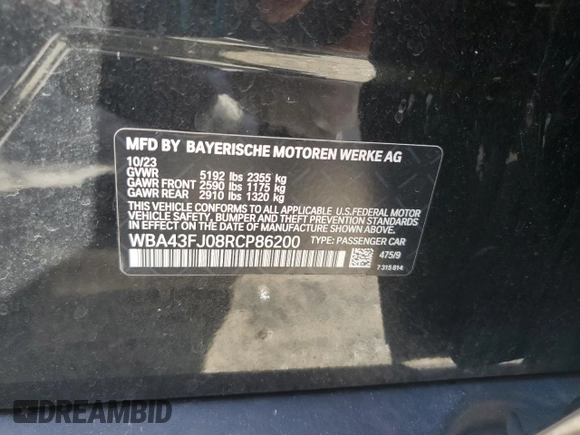 MFD BY BAYERISCHE MOTOREN WERKE AG
10/23
GVWR 5192 lbs 2355 kg
GAWR FRONT 2590 lbs 1175 kg
GAWR REAR 2910 lbs 1320 kg
THIS VEHICLE CONFORMS TO ALL APPLICABLE U.S.FEDERAL MOTOR
VEHICLE SAFETY, BUMPER AND THEFT PREVENTION STANDARDS
IN EFFECT ON THE DATE OF MANUFACTURE SHOWN ABOVE.
WBA43FJ08RCP86200 TYPE: PASSENGER CAR
475/9
7 315 814
DREAMBID